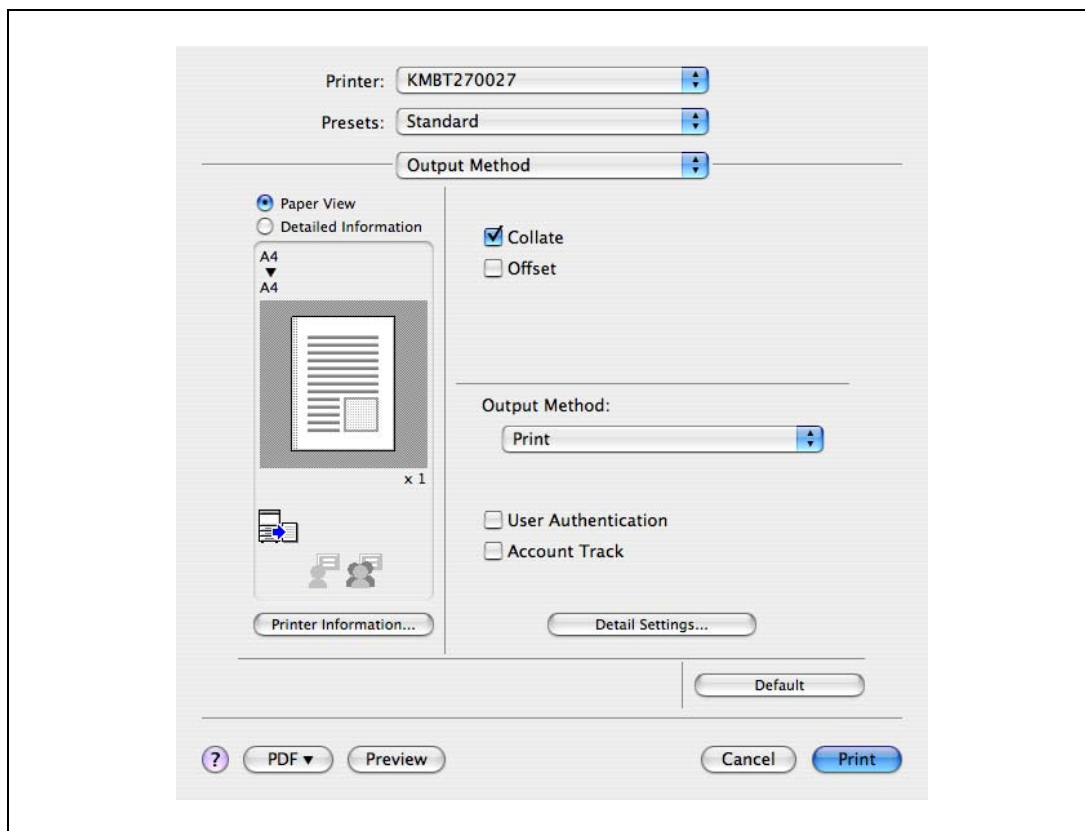 Printer: KMBT270027
Presets: Standard
Output Method
Paper View
Detailed Information
A4
A4
x 1
Printer Information...
Collate
Offset
Output Method:
Print
User Authentication
Account Track
Detail Settings...
Default
? PDF Preview Cancel Print